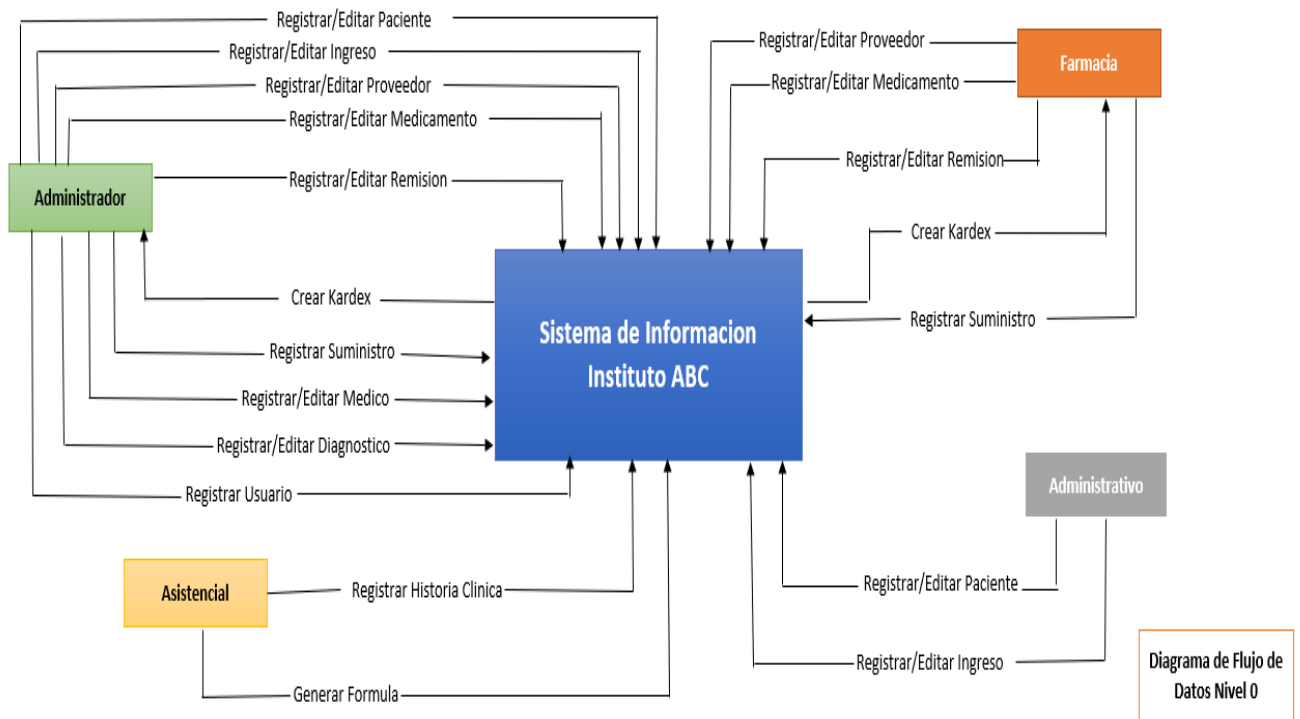 Registrar/Editar Paciente
Registrar/Editar Ingreso
Registrar/Editar Proveedor
Registrar/Editar Medicamento
Registrar/Editar Remision
Administrador
Crear Kardex
Registrar Suministro
Registrar/Editar Medico
Registrar/Editar Diagnostico
Registrar Usuario
Sistema de Informacion
Instituto ABC
Registrar/Editar Proveedor
Registrar/Editar Medicamento
Farmacia
Registrar/Editar Remision
Crear Kardex
Registrar Suministro
Administrativo
Registrar/Editar Paciente
Registrar/Editar Ingreso
Asistencial
Registrar Historia Clinica
Generar Formula
Diagrama de Flujo de
Datos Nivel 0